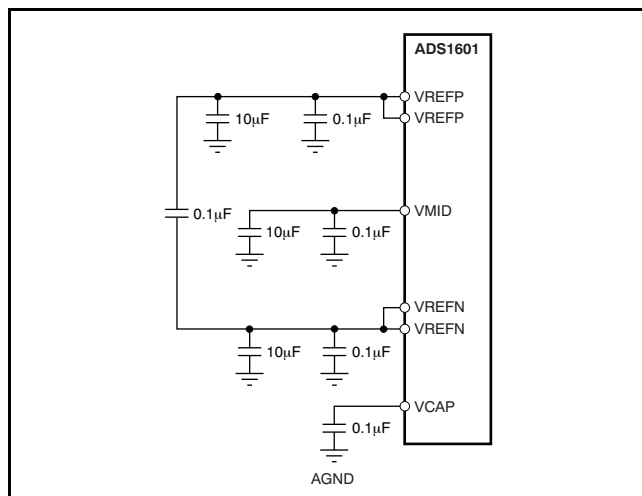 ADS1601
VREFP
10μF 0.1μF VREFP
0.1μF VMID
10μF 0.1μF
VREFN
VREFN
10μF 0.1μF
VCAP
0.1μF
AGND